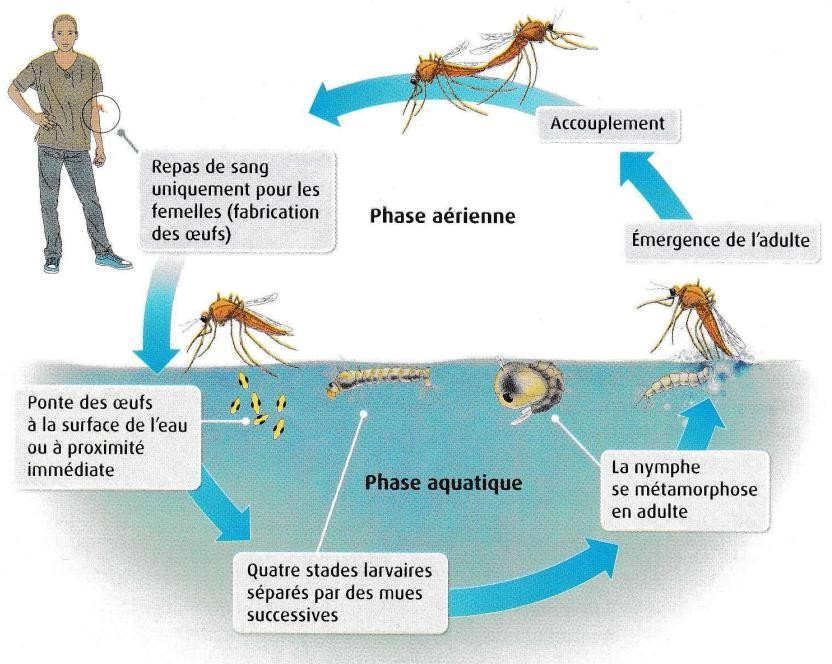 Accouplement
Repas de sang
uniquement pour les
femelles (fabrication
des œufs)
Phase aérienne
Émergence de l'adulte
Ponte des œufs
à la surface de l'eau
ou à proximité
immédiate
Phase aquatique
La nymphe
se métamorphose
en adulte
Quatre stades larvaires
séparés par des mues
successives